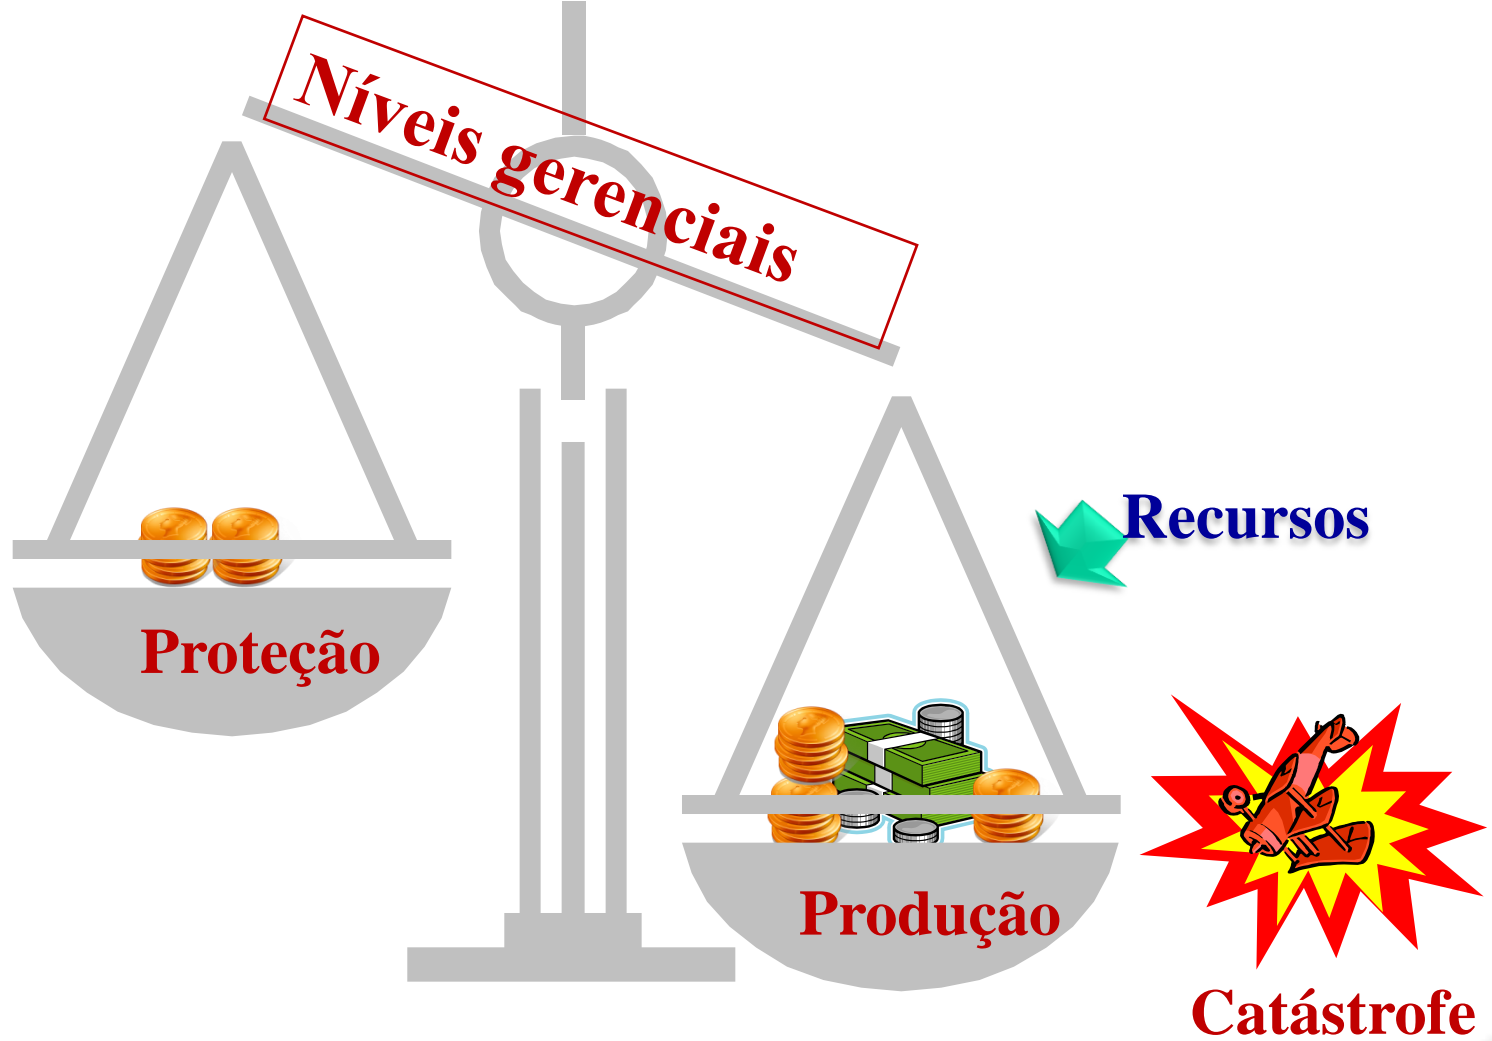 Níveis gerenciais
Recursos
Proteção
Produção
Catástrofe